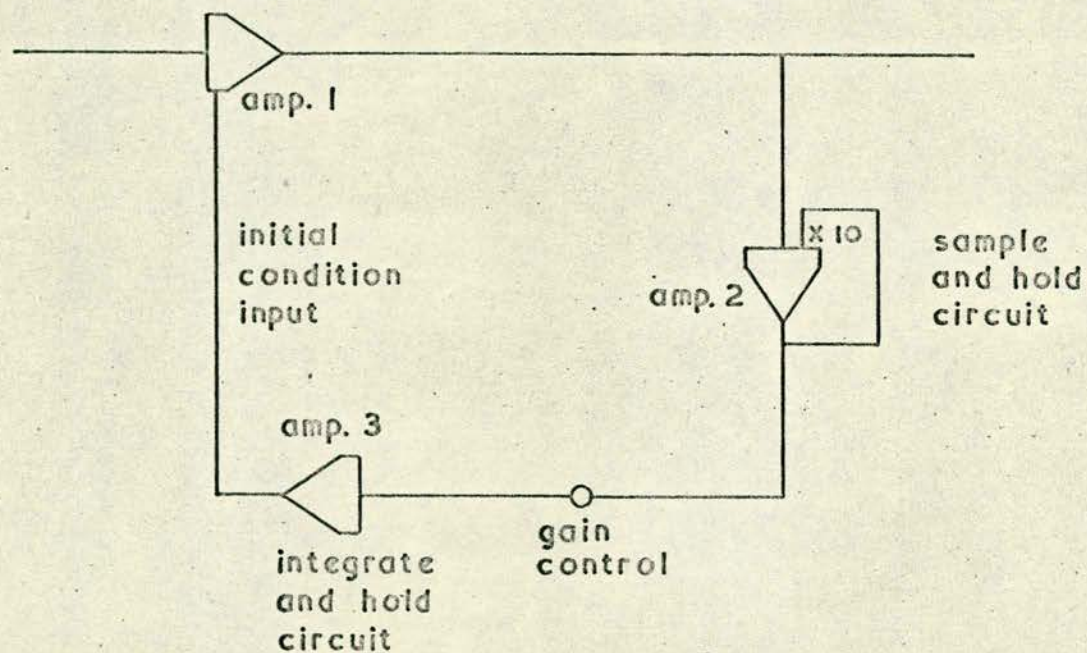 amp. 1
initial
condition
input
X 10
amp. 2
sample
and hold
circuit
amp. 3
gain
control
integrate
and hold
circuit